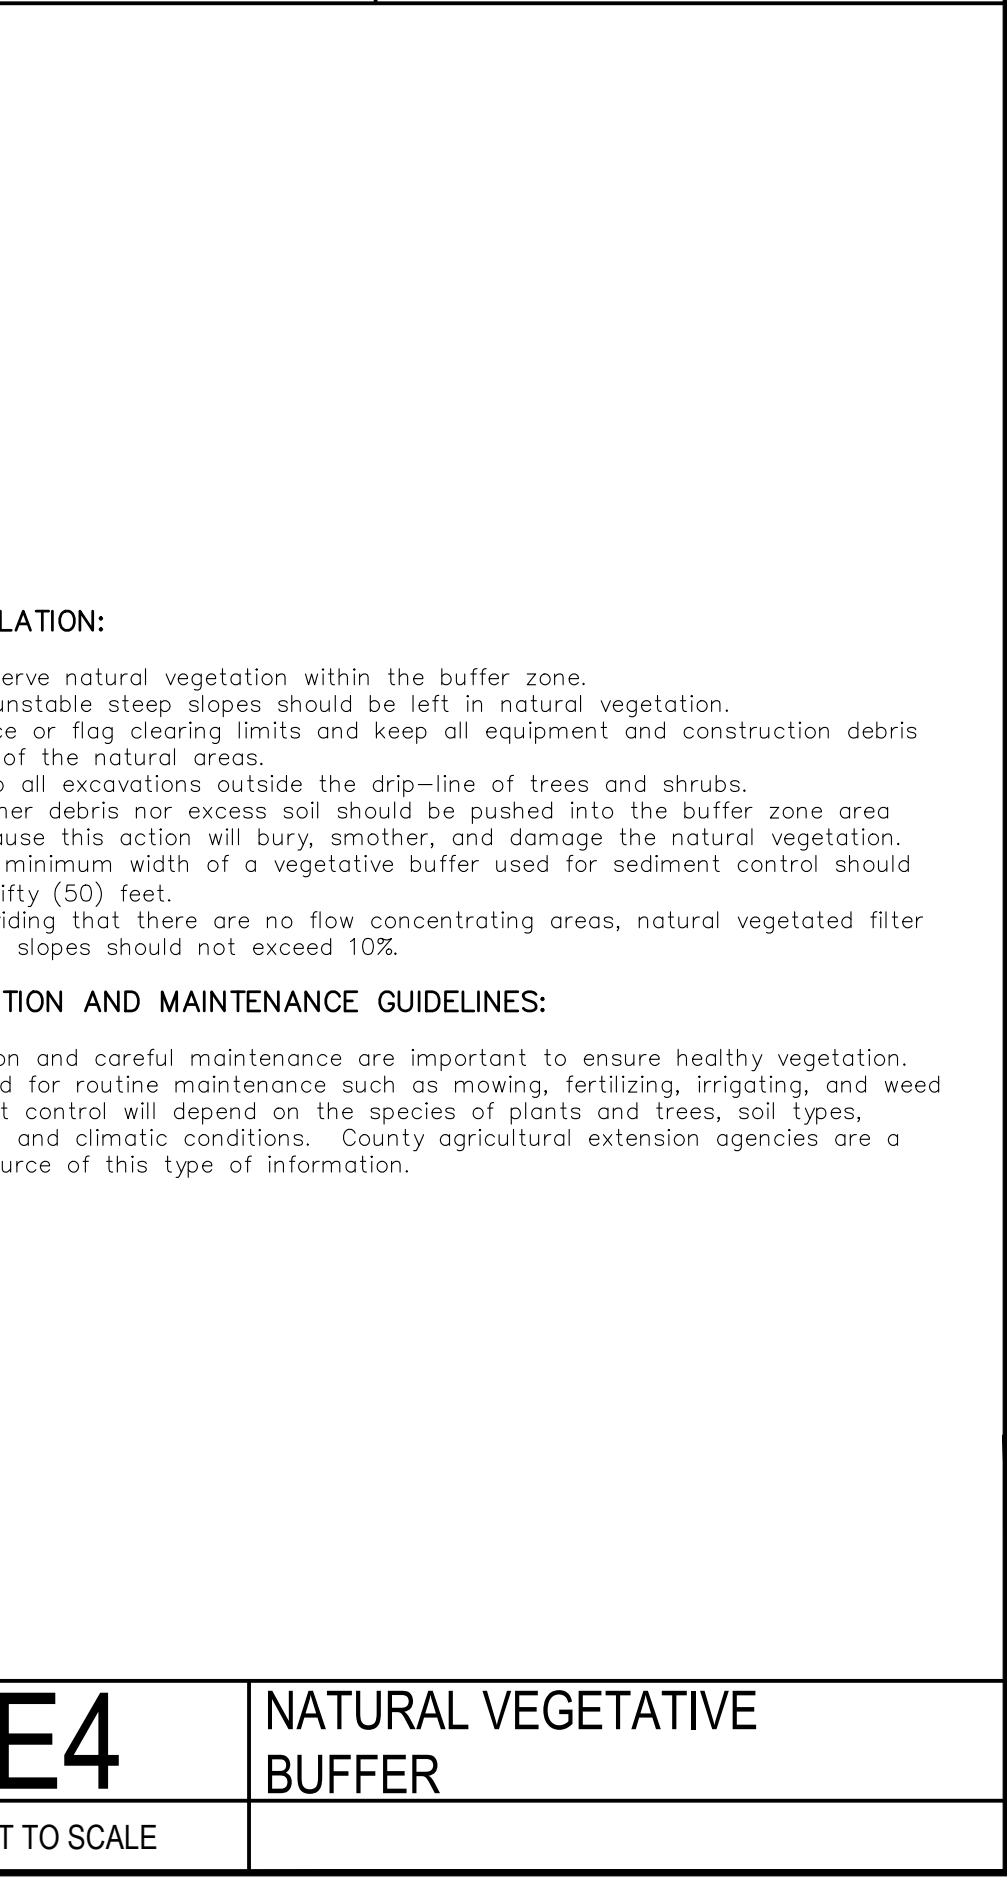 LATION:
erve natural vegetation within the buffer zone.
unstable steep slopes should be left in natural vegetation.
ce or flag clearing limits and keep all equipment and construction debris
of the natural areas.
p all excavations outside the drip-line of trees and shrubs.
her debris nor excess soil should be pushed into the buffer zone area
ause this action will bury, smother, and damage the natural vegetation.
minimum width of a vegetative buffer used for sediment control should
ifty (50) feet.
iding that there are no flow concentrating areas, natural vegetated filter
slopes should not exceed 10%.
TION AND MAINTENANCE GUIDELINES:
on and careful maintenance are important to ensure healthy vegetation.
d for routine maintenance such as mowing, fertilizing, irrigating, and weed
t control will depend on the species of plants and trees, soil types,
and climatic conditions. County agricultural extension agencies are a
urce of this type of information.
E4
NATURAL VEGETATIVE
BUFFER
T TO SCALE